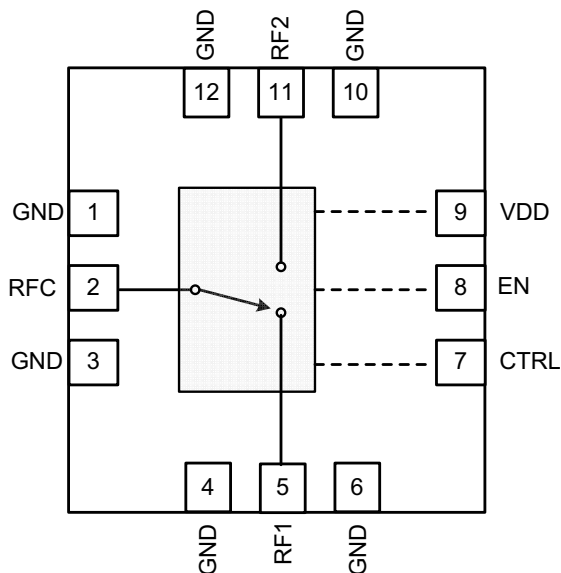 GND
RF2
GND
12
11
10
GND 1
9 VDD
RFC 2
8 EN
GND 3
7 CTRL
4
5
6
GND
RF1
GND